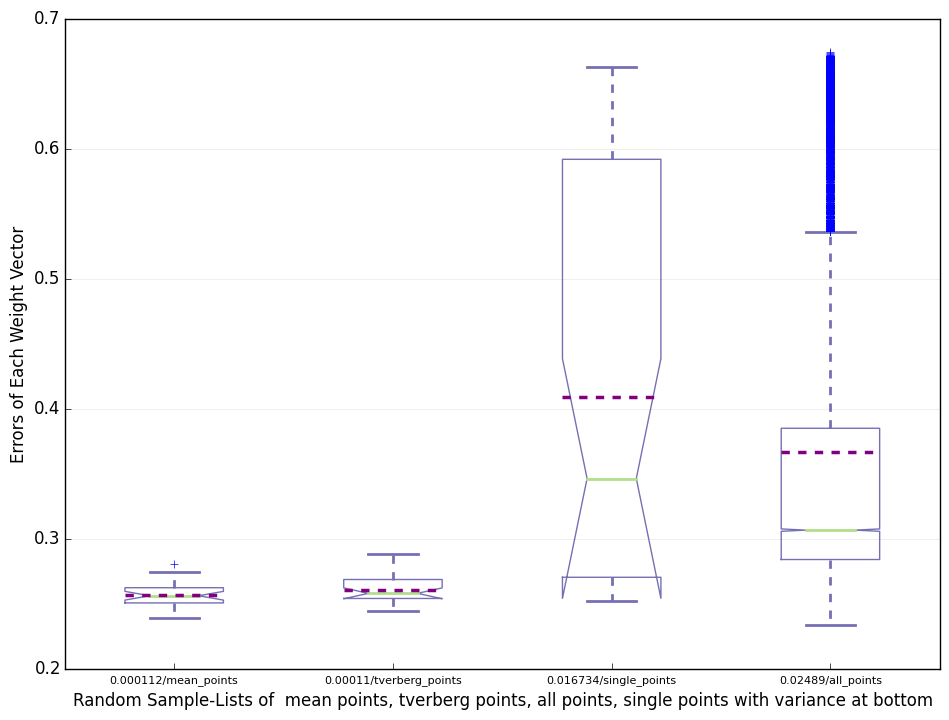 0.7
0.6
0.5
0.4
0.3
0.2
Errors of Each Weight Vector
0.000112/mean_points
0.00011/tverberg_points
0.016734/single_points
0.02489/all_points
Random Sample-Lists of  mean points, tverberg points, all points, single points with variance at bottom